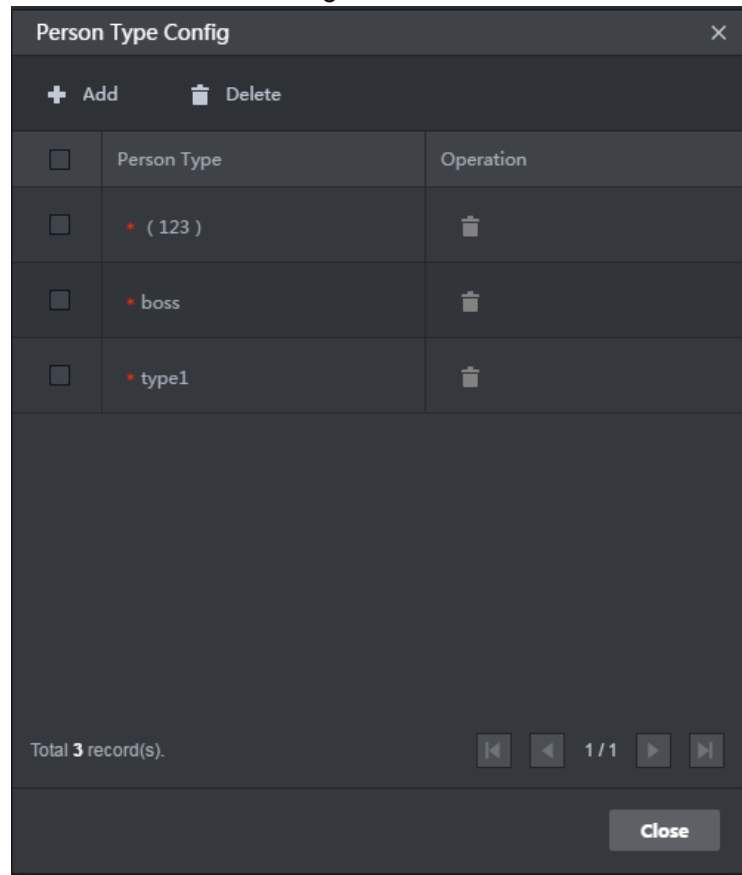 Person Type Config
Add Delete
Person Type Operation
* ( 123 )
* boss
* type1
Total 3 record(s). 1 / 1
Close